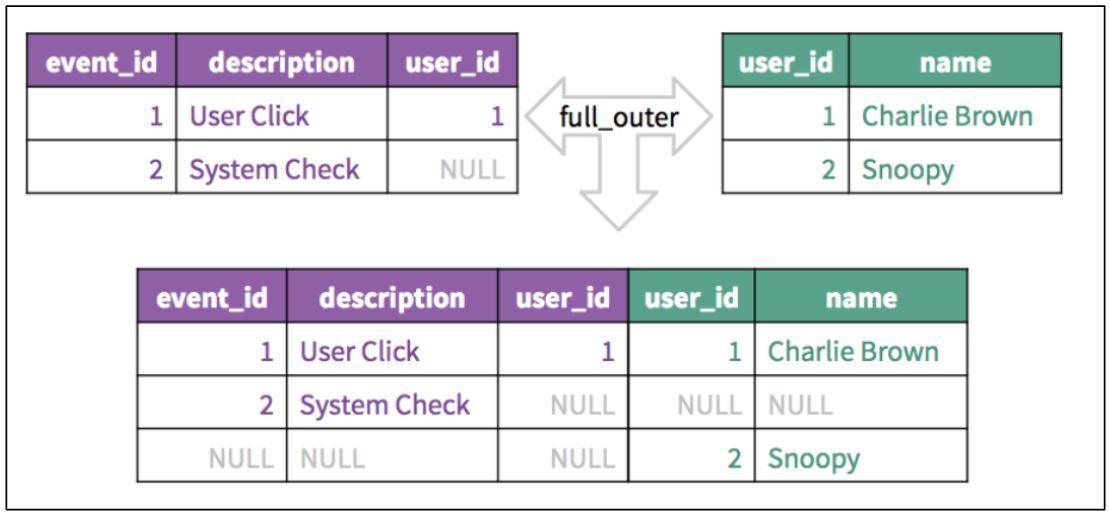 event_id description user_id user_id name
1 User Click 1 full_outer 1 Charlie Brown
2 System Check NULL 2 Snoopy
event_id description user_id user_id name
1 User Click 1 1 Charlie Brown
2 System Check NULL NULL NULL
NULL NULL NULL 2 Snoopy